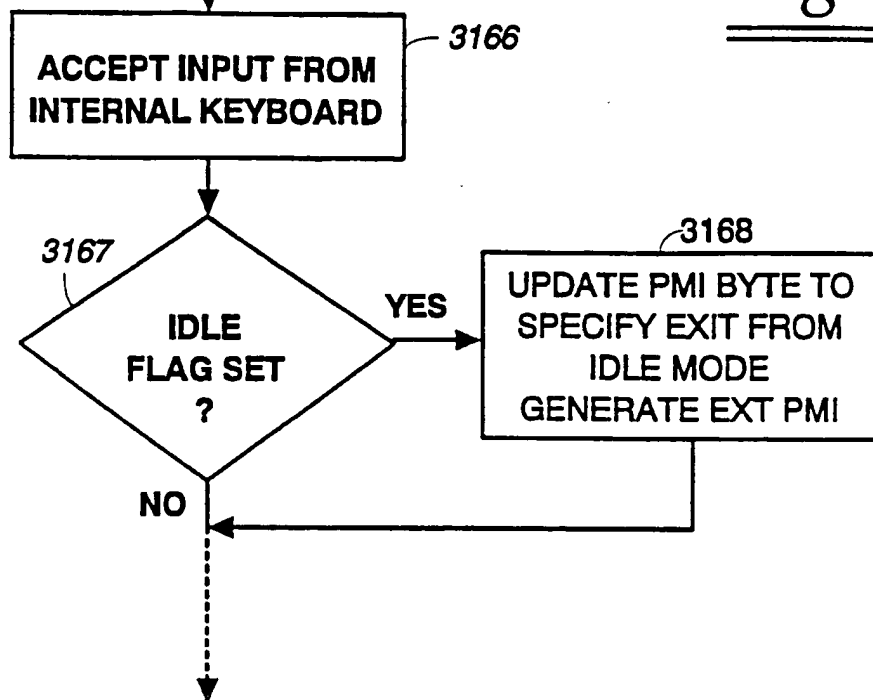 3166
ACCEPT INPUT FROM
INTERNAL KEYBOARD
3167
IDLE
FLAG SET
?
YES
NO
3168
UPDATE PMI BYTE TO
SPECIFY EXIT FROM
IDLE MODE
GENERATE EXT PMI